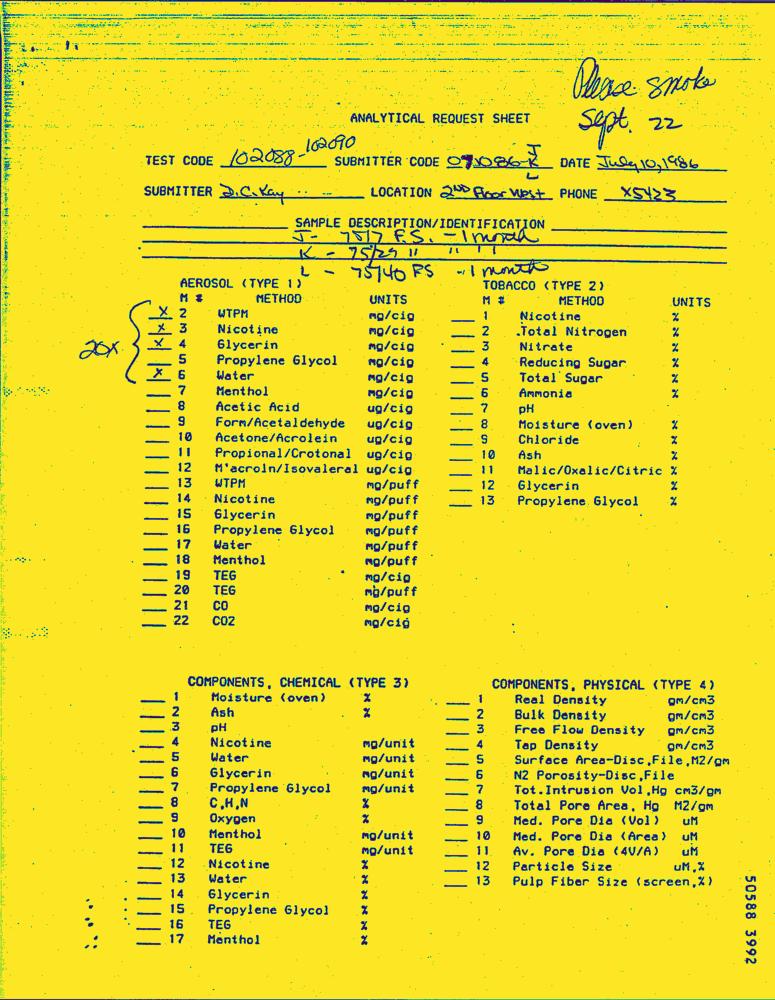 Please smoke
Sept. 22
ANALYTICAL REQUEST SHEET
TEST CODE 102088-102090 SUBMITTER CODE 071086-J K L DATE July 10, 1986
SUBMITTER D.C. Kay LOCATION 2ND Floor West PHONE X5423
SAMPLE DESCRIPTION/IDENTIFICATION
J - 75/7 F.S. - 1 month
K - 75/29 " " " "
L - 75/40 FS - 1 month
AEROSOL (TYPE 1)
M # METHOD UNITS
20X
X 2 WTPM mg/cig
X 3 Nicotine mg/cig
X 4 Glycerin mg/cig
5 Propylene Glycol mg/cig
X 6 Water mg/cig
7 Menthol mg/cig
8 Acetic Acid ug/cig
9 Form/Acetaldehyde ug/cig
10 Acetone/Acrolein ug/cig
11 Propional/Crotonal ug/cig
12 M'acroln/Isovaleral ug/cig
13 WTPM mg/puff
14 Nicotine mg/puff
15 Glycerin mg/puff
16 Propylene Glycol mg/puff
17 Water mg/puff
18 Menthol mg/puff
19 TEG mg/cig
20 TEG mg/puff
21 CO mg/cig
22 CO2 mg/cig
TOBACCO (TYPE 2)
M # METHOD UNITS
1 Nicotine %
2 Total Nitrogen %
3 Nitrate %
4 Reducing Sugar %
5 Total Sugar %
6 Ammonia %
7 pH
8 Moisture (oven) %
9 Chloride %
10 Ash %
11 Malic/Oxalic/Citric %
12 Glycerin %
13 Propylene Glycol %
COMPONENTS, CHEMICAL (TYPE 3)
1 Moisture (oven) %
2 Ash %
3 pH
4 Nicotine mg/unit
5 Water mg/unit
6 Glycerin mg/unit
7 Propylene Glycol mg/unit
8 C,H,N %
9 Oxygen %
10 Menthol mg/unit
11 TEG mg/unit
12 Nicotine %
13 Water %
14 Glycerin %
15 Propylene Glycol %
16 TEG %
17 Menthol %
COMPONENTS, PHYSICAL (TYPE 4)
1 Real Density gm/cm3
2 Bulk Density gm/cm3
3 Free Flow Density gm/cm3
4 Tap Density gm/cm3
5 Surface Area-Disc,File,M2/gm
6 N2 Porosity-Disc,File
7 Tot.Intrusion Vol,Hg cm3/gm
8 Total Pore Area, Hg M2/gm
9 Med. Pore Dia (Vol) uM
10 Med. Pore Dia (Area) uM
11 Av. Pore Dia (4V/A) uM
12 Particle Size uM,%
13 Pulp Fiber Size (screen,%)
50588 3992